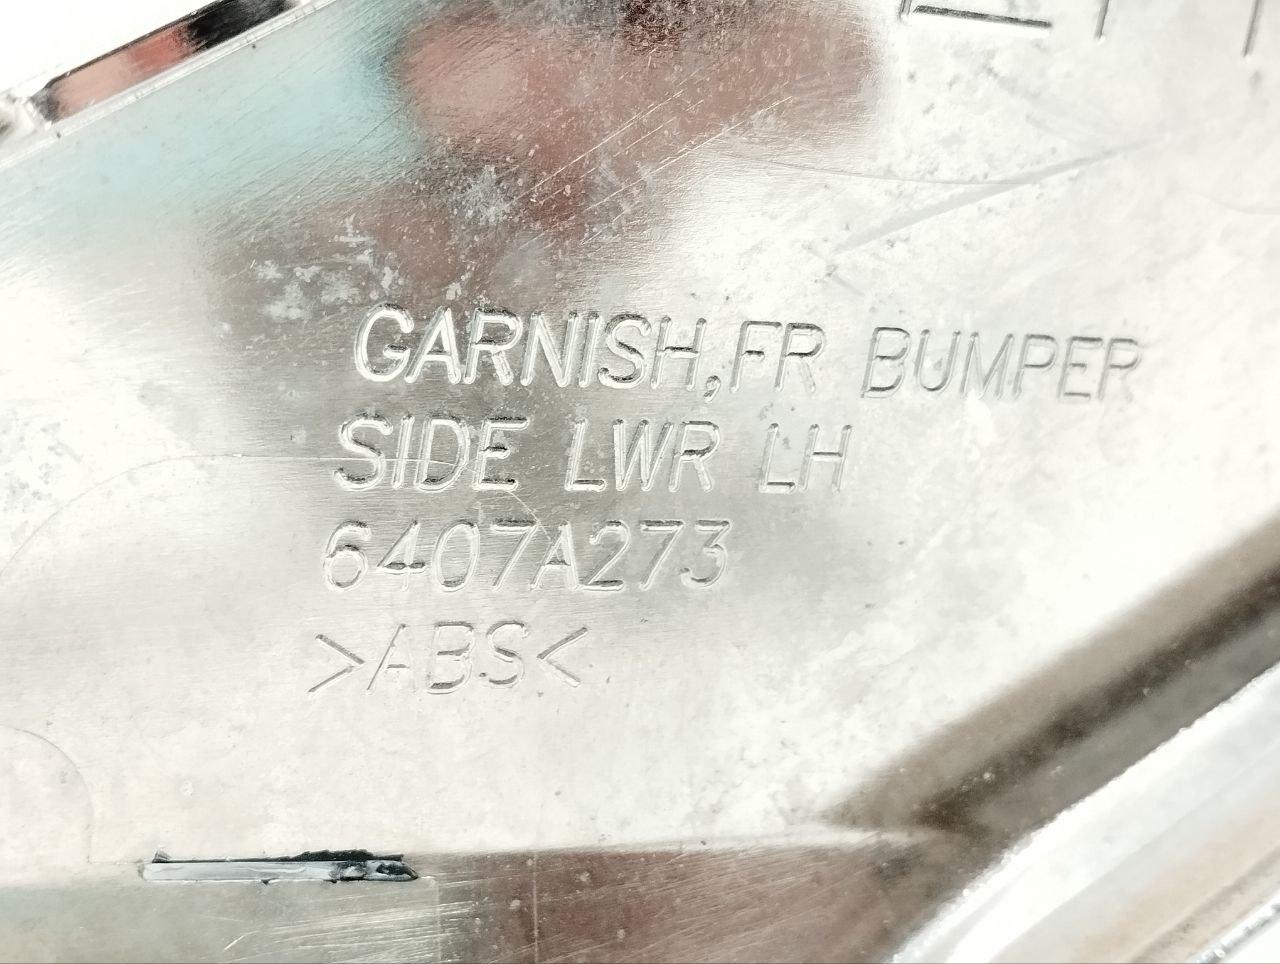 GARNISH,FR BUMPER
SIDE LWR LH
6407A273
>ABS<